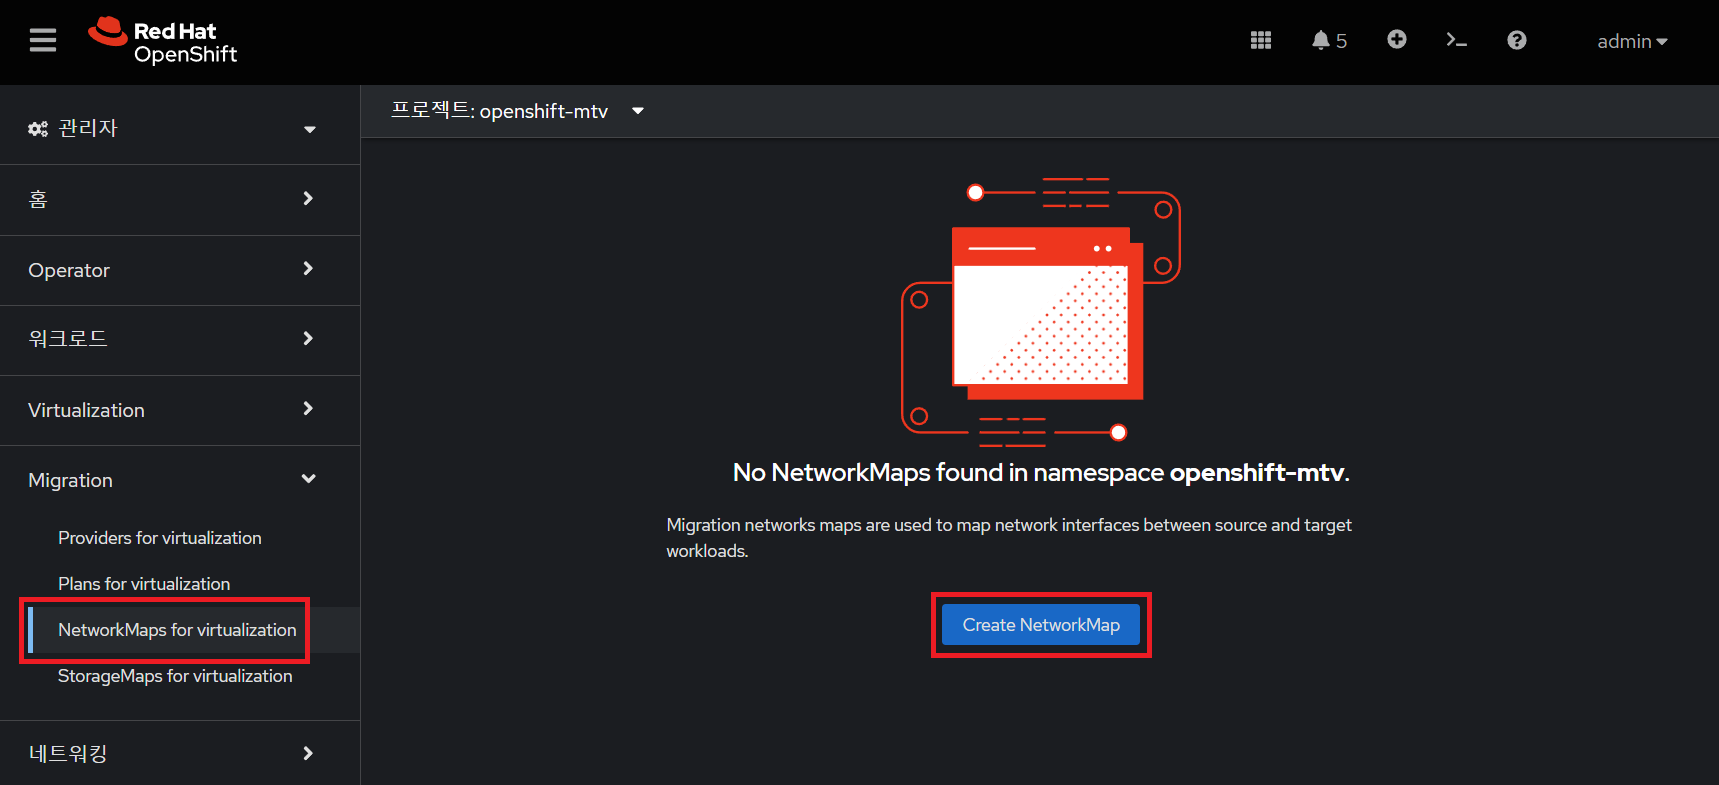 Red Hat
OpenShift
5
admin
관리자
프로젝트: openshift-mtv
홈
Operator
워크로드
Virtualization
Migration
Providers for virtualization
Plans for virtualization
NetworkMaps for virtualization
StorageMaps for virtualization
네트워킹
No NetworkMaps found in namespace openshift-mtv.
Migration networks maps are used to map network interfaces between source and target
workloads.
Create NetworkMap